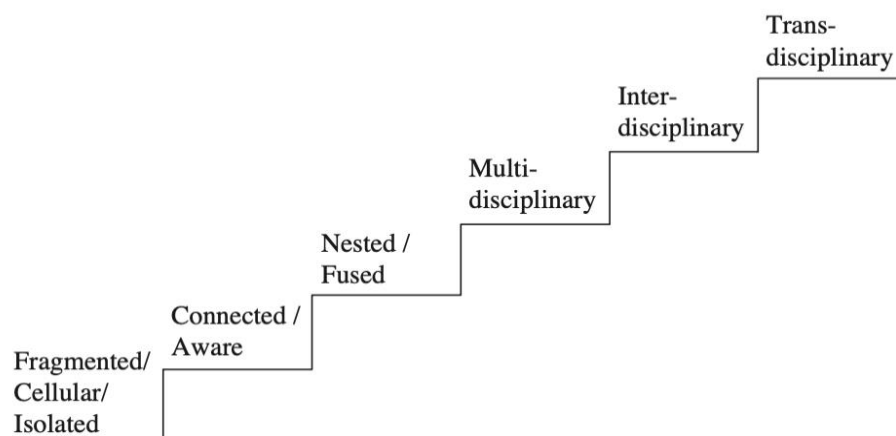 Trans-
disciplinary
Inter-
disciplinary
Multi-
disciplinary
Nested /
Fused
Connected /
Aware
Fragmented/
Cellular/
Isolated